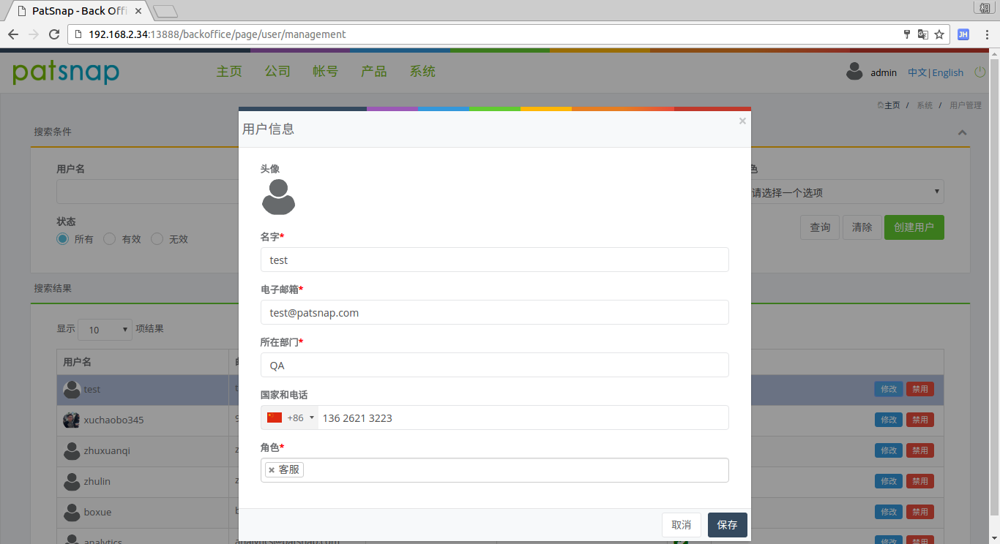 PatSnap - Back Offi
192.168.2.34:13888/backoffice/page/user/management
JH
patsnap
主页 公司 帐号 产品 系统
admin 中文|English
主页 / 系统 / 用户管理
搜索条件
用户名
色
请选择一个选项
状态
所有 有效 无效
查询 清除 创建用户
搜索结果
显示 10 项结果
用户名
test 修改 禁用
xuchaobo345 修改 禁用
zhuxuanqi 修改 禁用
zhulin 修改 禁用
boxue 修改 禁用
analytics analytics@patsnap.com 修改 禁用
用户信息
×
头像
名字*
test
电子邮箱*
test@patsnap.com
所在部门*
QA
国家和电话
+86 136 2621 3223
角色*
× 客服
取消 保存